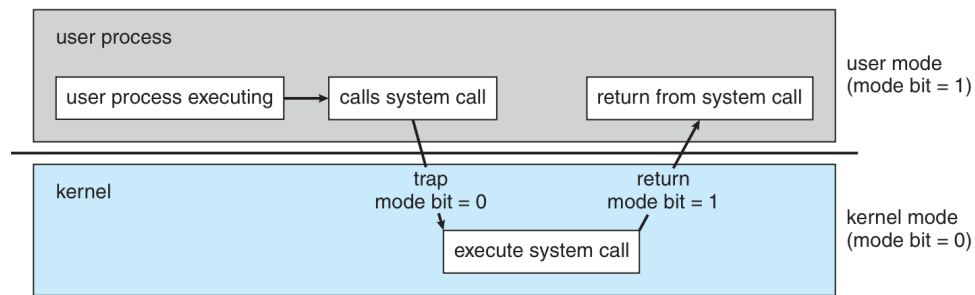 user process
user process executing
calls system call
return from system call
user mode
(mode bit = 1)
trap
mode bit = 0
return
mode bit = 1
kernel
execute system call
kernel mode
(mode bit = 0)